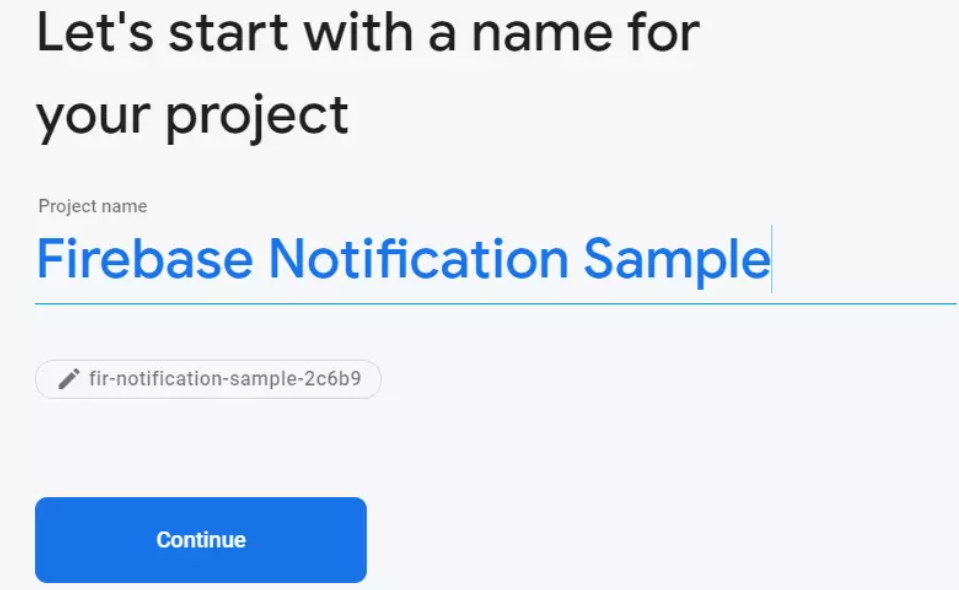 Let's start with a name for
your project
Project name
Firebase Notification Sample
fir-notification-sample-2c6b9
Continue